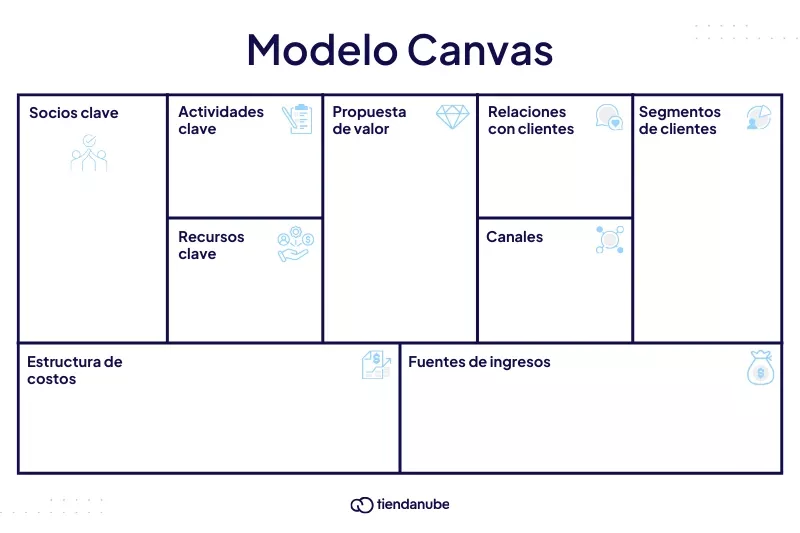 Modelo Canvas
Socios clave
Actividades
clave
Propuesta
de valor
Relaciones
con clientes
Segmentos
de clientes
Recursos
clave
Canales
Estructura de
costos
Fuentes de ingresos
tiendanube